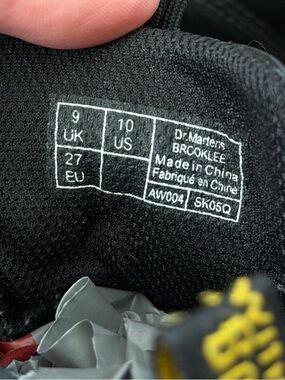 9
UK
10
US
27
EU
Dr.Martens
BROOKLEE
Made in China
Fabriqué en Chine
AW004
SK05Q